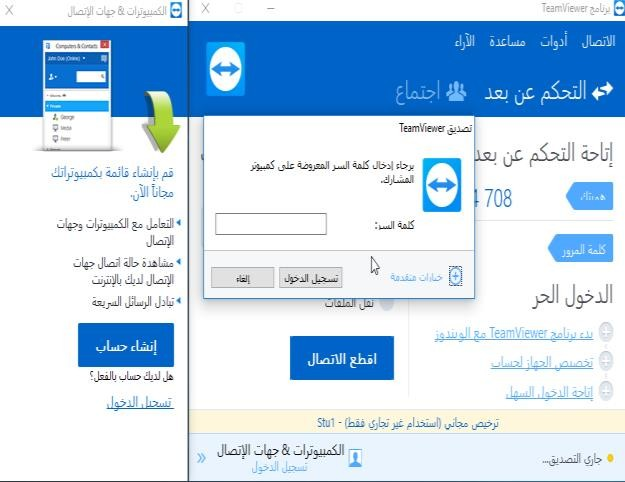 برنامج TeamViewer
الاتصال أدوات مساعدة الآراء
التحكم عن بعد
اجتماع
إتاحة التحكم عن بعد
هويتك
708
كلمة المرور
الدخول الحر
بدء برنامج TeamViewer مع الويندوز
تخصيص الجهاز لحساب
إتاحة الدخول السهل
نقل الملفات
اقطع الاتصال
ترخيص مجاني (استخدام غير تجاري فقط) - Stu1
جاري التصديق...
الكمبيوترات & جهات الإتصال
تسجيل الدخول
تصديق TeamViewer
برجاء إدخال كلمة السر المعروضة على كمبيوتر
المشارك.
كلمة السر:
خيارات متقدمة
تسجيل الدخول
إلغاء
الكمبيوترات & جهات الإتصال
Computers & Contacts
John Doe (Online)
Private
George
Media
Peter
قم بإنشاء قائمة بكمبيوتراتك
مجاناً الآن.
التعامل مع الكمبيوترات وجهات
الإتصال
مشاهدة حالة اتصال جهات
الإتصال لديك بالإنترنت
تبادل الرسائل السريعة
إنشاء حساب
هل لديك حساب بالفعل؟
تسجيل الدخول